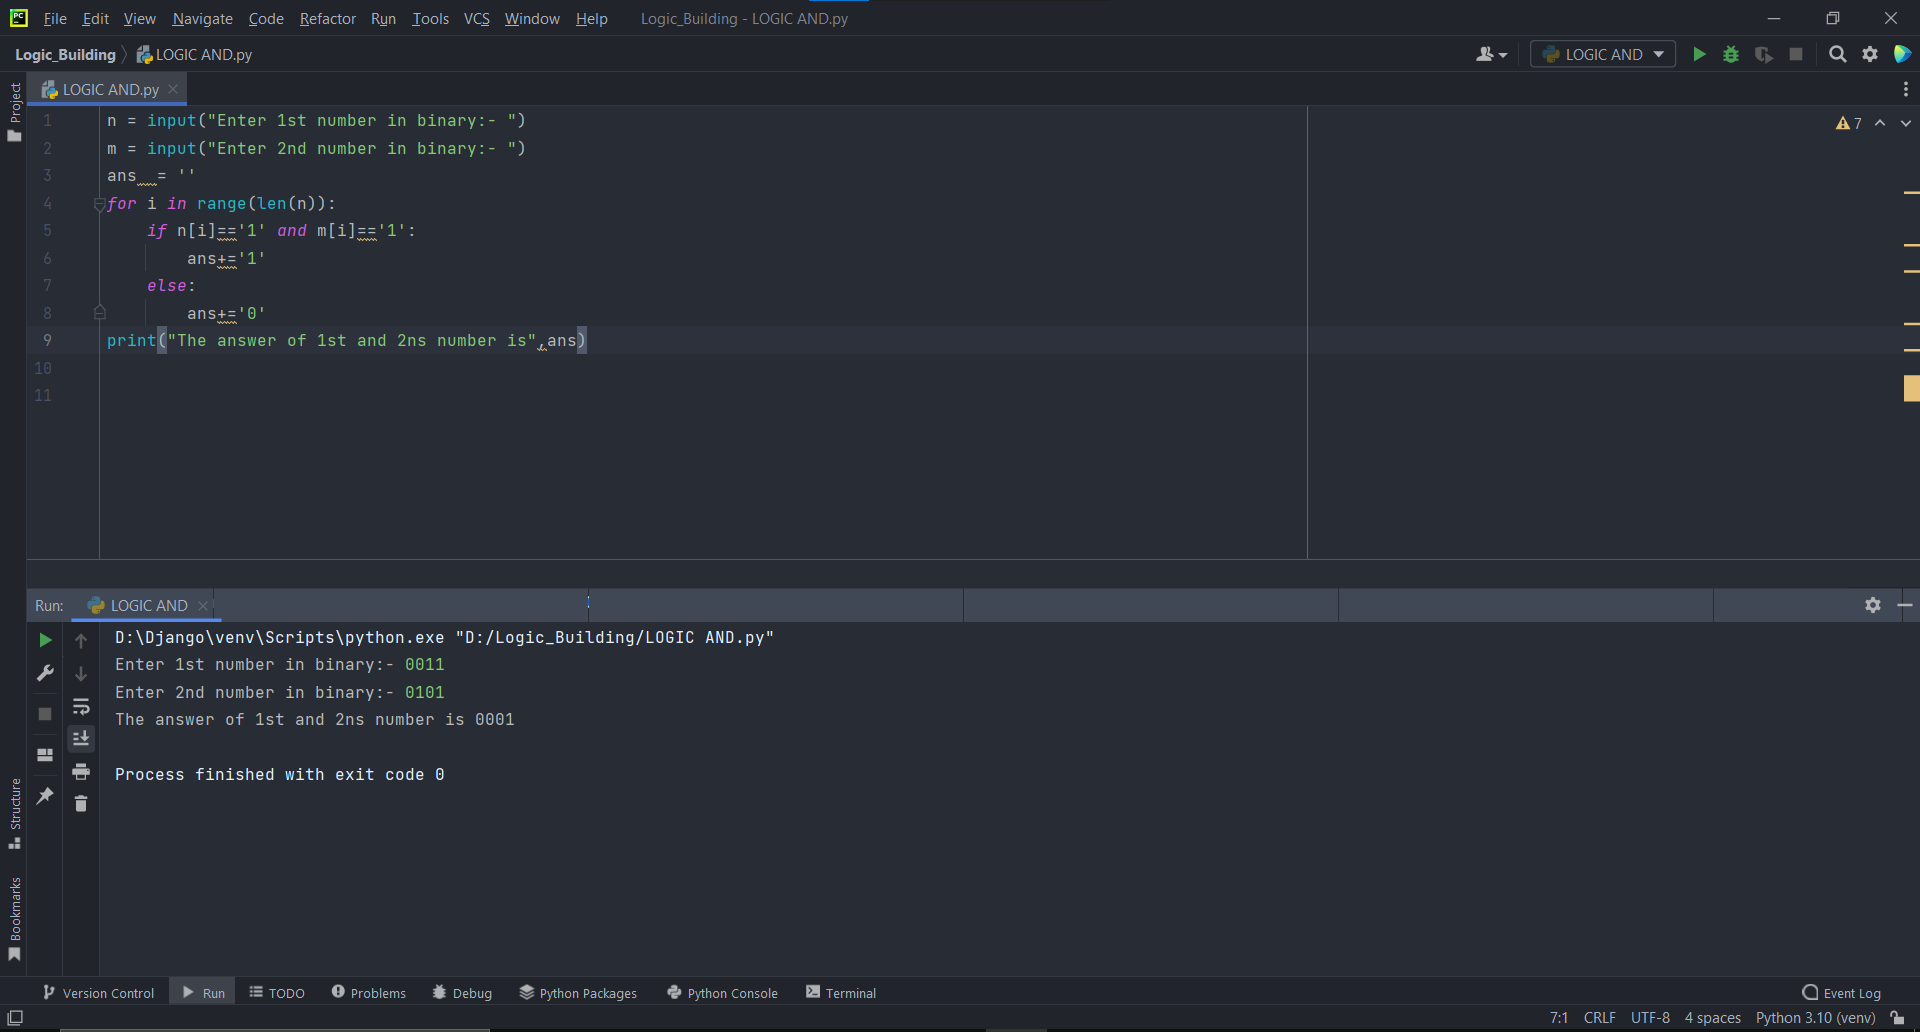 PC File Edit View Navigate Code Refactor Run Tools VCS Window Help Logic_Building - LOGIC AND.py
Logic_Building LOGIC AND.py LOGIC AND
Project
LOGIC AND.py
1 n = input("Enter 1st number in binary:- ")
7
2 m = input("Enter 2nd number in binary:- ")
3 ans  = ''
4 for i in range(len(n)):
5     if n[i]=='1' and m[i]=='1':
6         ans+='1'
7     else:
8         ans+='0'
9 print("The answer of 1st and 2ns number is",ans)
10
11
Run: LOGIC AND
D:\Django\venv\Scripts\python.exe "D:/Logic_Building/LOGIC AND.py"
Enter 1st number in binary:- 0011
Enter 2nd number in binary:- 0101
The answer of 1st and 2ns number is 0001
Process finished with exit code 0
Structure
Bookmarks
Version Control Run TODO Problems Debug Python Packages Python Console Terminal Event Log
7:1 CRLF UTF-8 4 spaces Python 3.10 (venv)